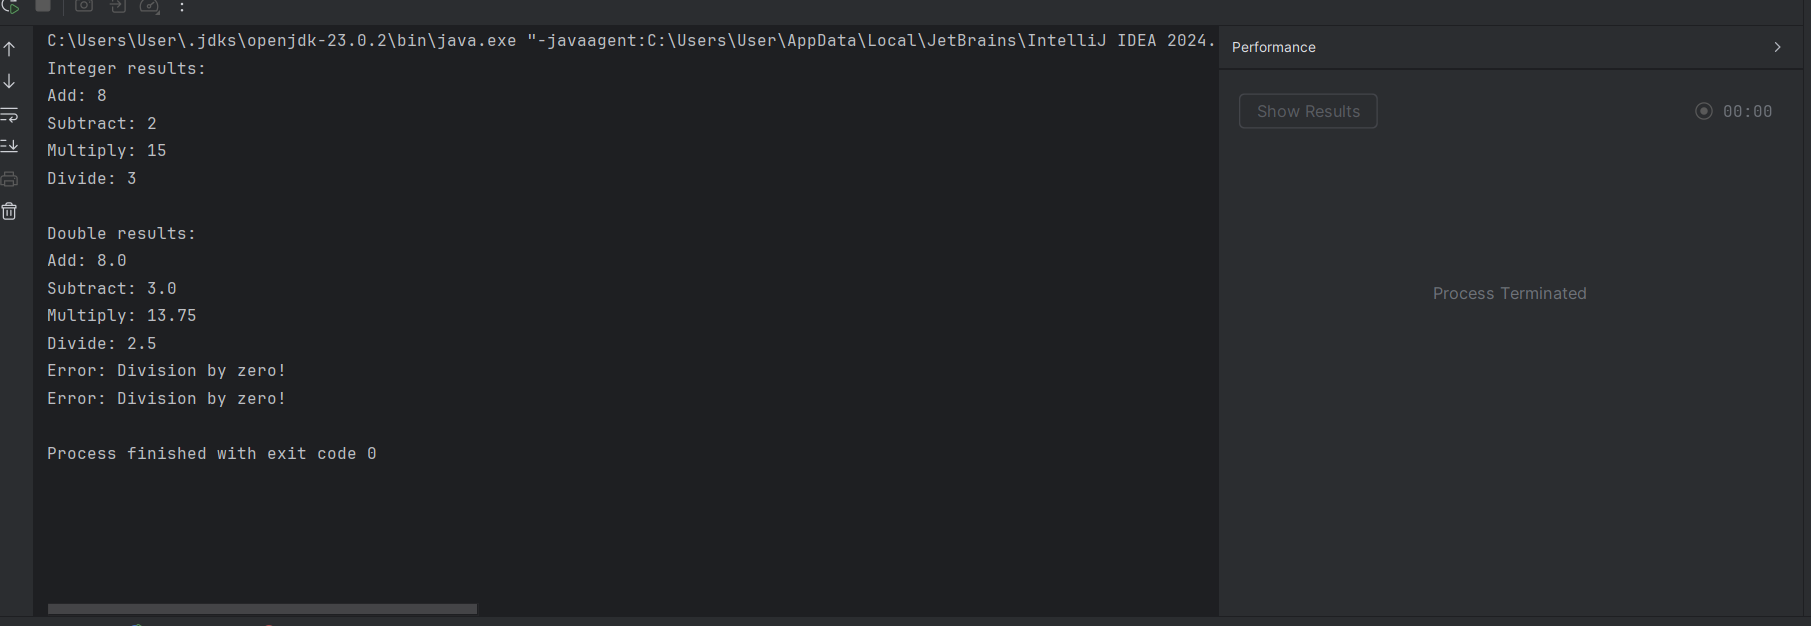 C:\Users\User\.jdks\openjdk-23.0.2\bin\java.exe "-javaagent:C:\Users\User\AppData\Local\JetBrains\IntelliJ IDEA 2024.
Integer results:
Add: 8
Subtract: 2
Multiply: 15
Divide: 3
Double results:
Add: 8.0
Subtract: 3.0
Multiply: 13.75
Divide: 2.5
Error: Division by zero!
Error: Division by zero!
Process finished with exit code 0
Performance
Show Results
00:00
Process Terminated